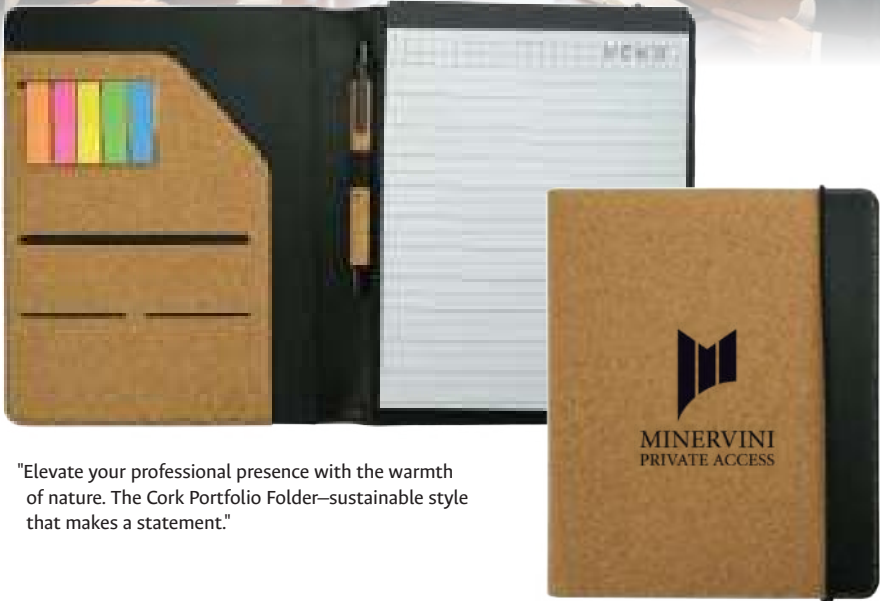 "Elevate your professional presence with the warmth
of nature. The Cork Portfolio Folder—sustainable style
that makes a statement."
MINERVINI
PRIVATE ACCESS